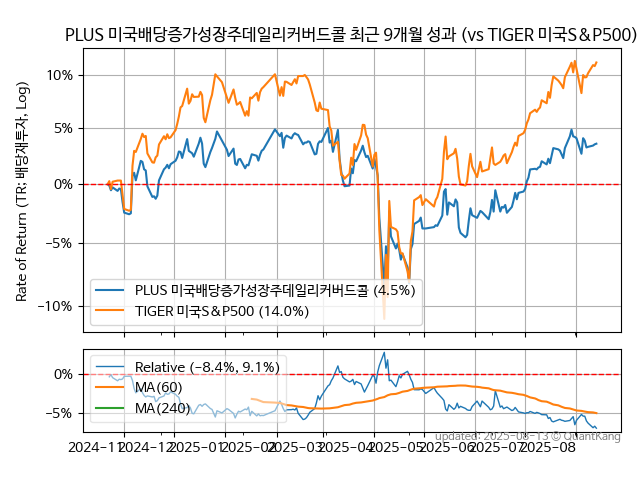 PLUS 미국배당증가성장주데일리커버드콜 최근 9개월 성과 (vs TIGER 미국S&P500)
Rate of Return (TR: 배당재투자, Log)
10%
5%
0%
−5%
−10%
PLUS 미국배당증가성장주데일리커버드콜 (4.5%)
TIGER 미국S&P500 (14.0%)
0%
−5%
Relative (−8.4%, 9.1%)
MA(60)
MA(240)
updated: 2025-08-13 © QuantKang
2024-11 2024-12 2025-01 2025-02 2025-03 2025-04 2025-05 2025-06 2025-07 2025-08